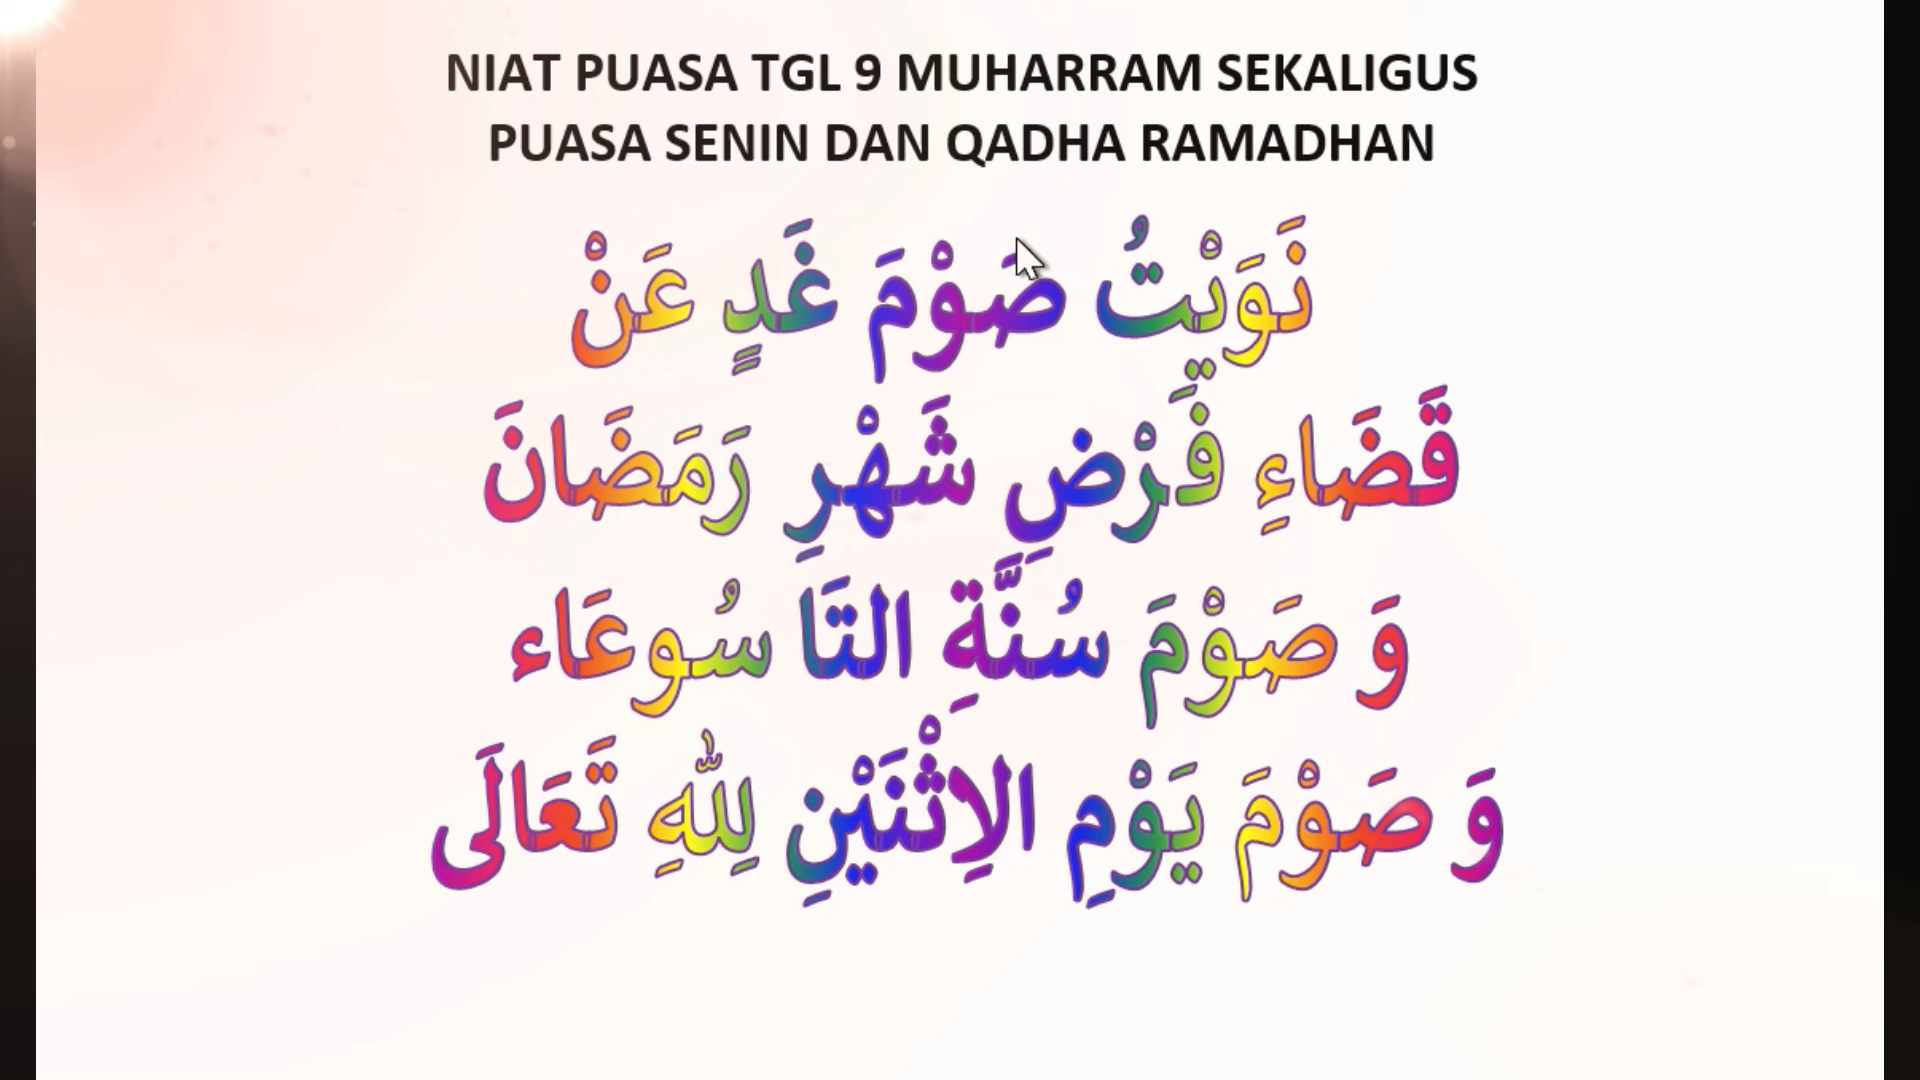 NIAT PUASA TGL 9 MUHARRAM SEKALIGUS
PUASA SENIN DAN QADHA RAMADHAN
نَوَيْتُ صَوْمَ غَدٍ عَنْ
قَضَاءِ فَرْضِ شَهْرِ رَمَضَانَ
وَ صَوْمَ سُنَّةِ التَا سُوعَاء
وَ صَوْمَ يَوْمِ الاِثْنَيْنِ لِلّٰهِ تَعَالَى